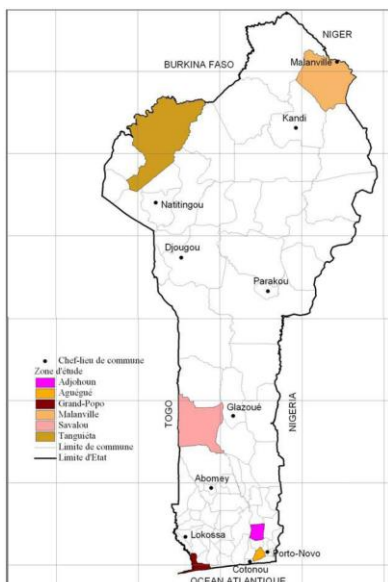 NIGER
BURKINA FASO
Malanville
Kandi
Natitingou
Djougou
Parakou
Chef-lieu de commune
Zone d'étude
Adjohoun
Aguégué
Grand-Popo
Malanville
Savalou
Tanguiéta
Limite de commune
Limite d'Etat
TOGO
Glazoué
NIGERIA
Abomey
Lokossa
Porto-Novo
Cotonou
OCEAN ATLANTIQUE